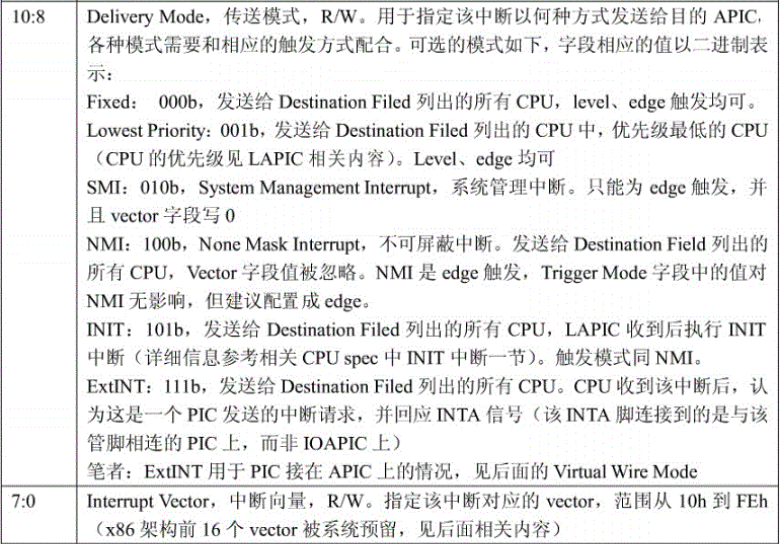 10:8 Delivery Mode，传送模式，R/W。用于指定该中断以何种方式发送给目的 APIC，
各种模式需要和相应的触发方式配合。可选的模式如下，字段相应的值以二进制表
示：
Fixed： 000b，发送给 Destination Filed 列出的所有 CPU，level、edge 触发均可。
Lowest Priority：001b，发送给 Destination Filed 列出的 CPU 中，优先级最低的 CPU
（CPU 的优先级见 LAPIC 相关内容）。Level、edge 均可
SMI：010b，System Management Interrupt，系统管理中断。只能为 edge 触发，并
且 vector 字段写 0
NMI：100b，None Mask Interrupt，不可屏蔽中断。发送给 Destination Field 列出的
所有 CPU，Vector 字段值被忽略。NMI 是 edge 触发，Trigger Mode 字段中的值对
NMI 无影响，但建议配置成 edge。
INIT：101b，发送给 Destination Filed 列出的所有 CPU，LAPIC 收到后执行 INIT
中断（详细信息参考相关 CPU spec 中 INIT 中断一节）。触发模式同 NMI。
ExtINT：111b，发送给 Destination Filed 列出的所有 CPU。CPU 收到该中断后，认
为这是一个 PIC 发送的中断请求，并回应 INTA 信号（该 INTA 脚连接到的是与该
管脚相连的 PIC 上，而非 IOAPIC 上）
笔者：ExtINT 用于 PIC 接在 APIC 上的情况，见后面的 Virtual Wire Mode
7:0 Interrupt Vector，中断向量，R/W。指定该中断对应的 vector，范围从 10h 到 FEh
（x86 架构前 16 个 vector 被系统预留，见后面相关内容）